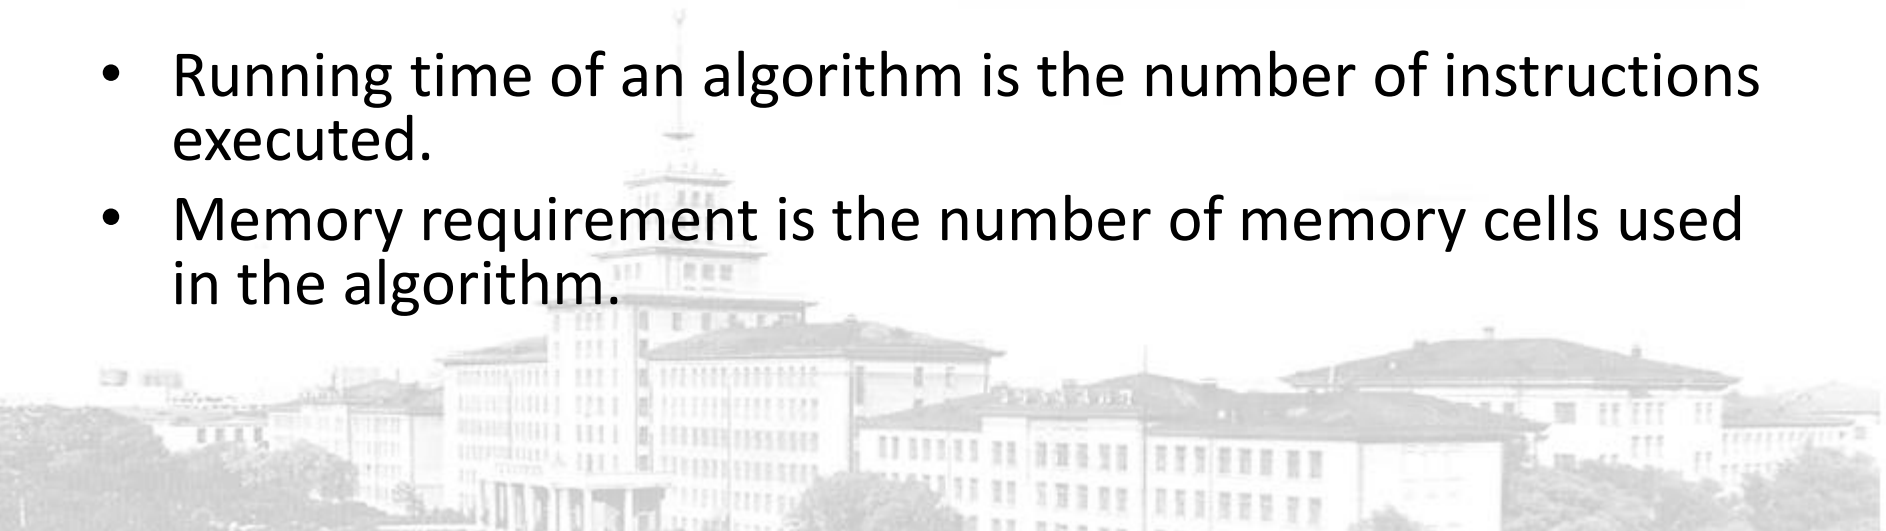 • Running time of an algorithm is the number of instructions
executed.
• Memory requirement is the number of memory cells used
in the algorithm.